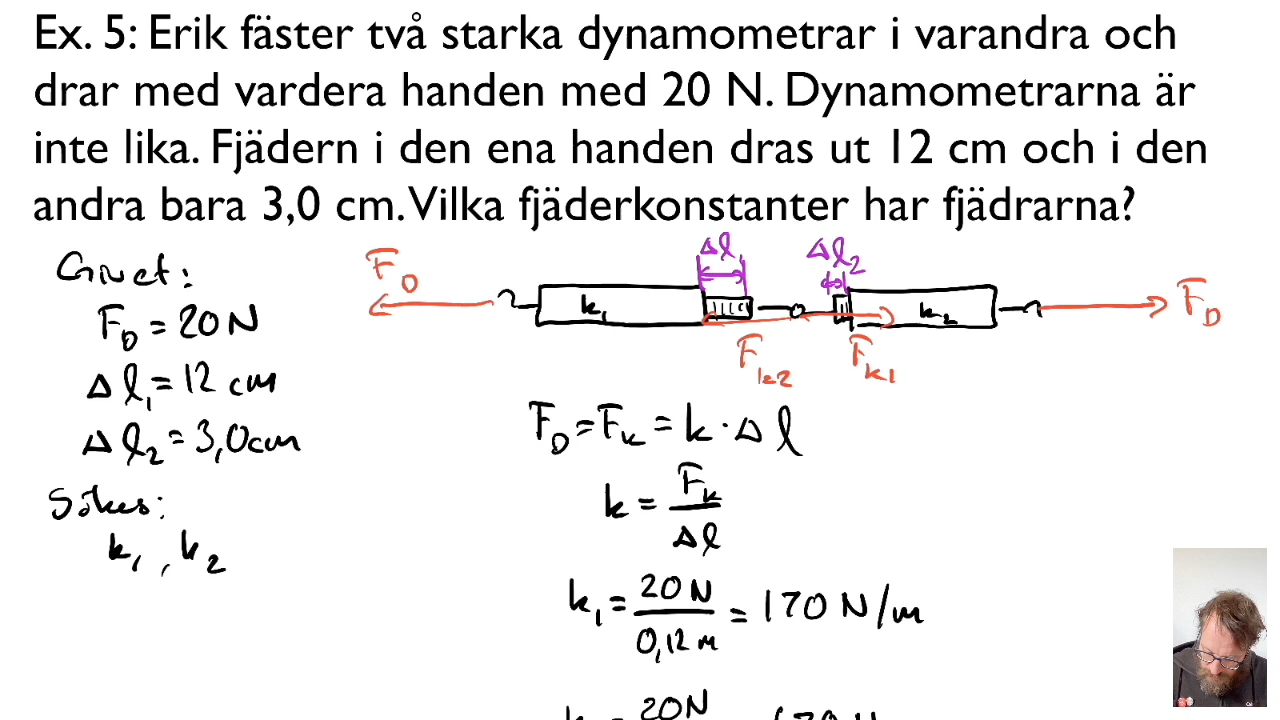 Ex. 5: Erik fäster två starka dynamometrar i varandra och
drar med vardera handen med 20 N. Dynamometrarna är
inte lika. Fjädern i den ena handen dras ut 12 cm och i den
andra bara 3,0 cm. Vilka fjäderkonstanter har fjädrarna?
Givet:
F_D = 20 N
Δl₁ = 12 cm
Δl₂ = 3,0 cm
Sökes:
k₁, k₂
F_D
Δl₁
Δl₂
k₁
k₂
F_D
F_k2
F_k1
F_D = F_k = k · Δl
k = F_k / Δl
k₁ = 20 N / 0,12 m = 170 N/m
20 N